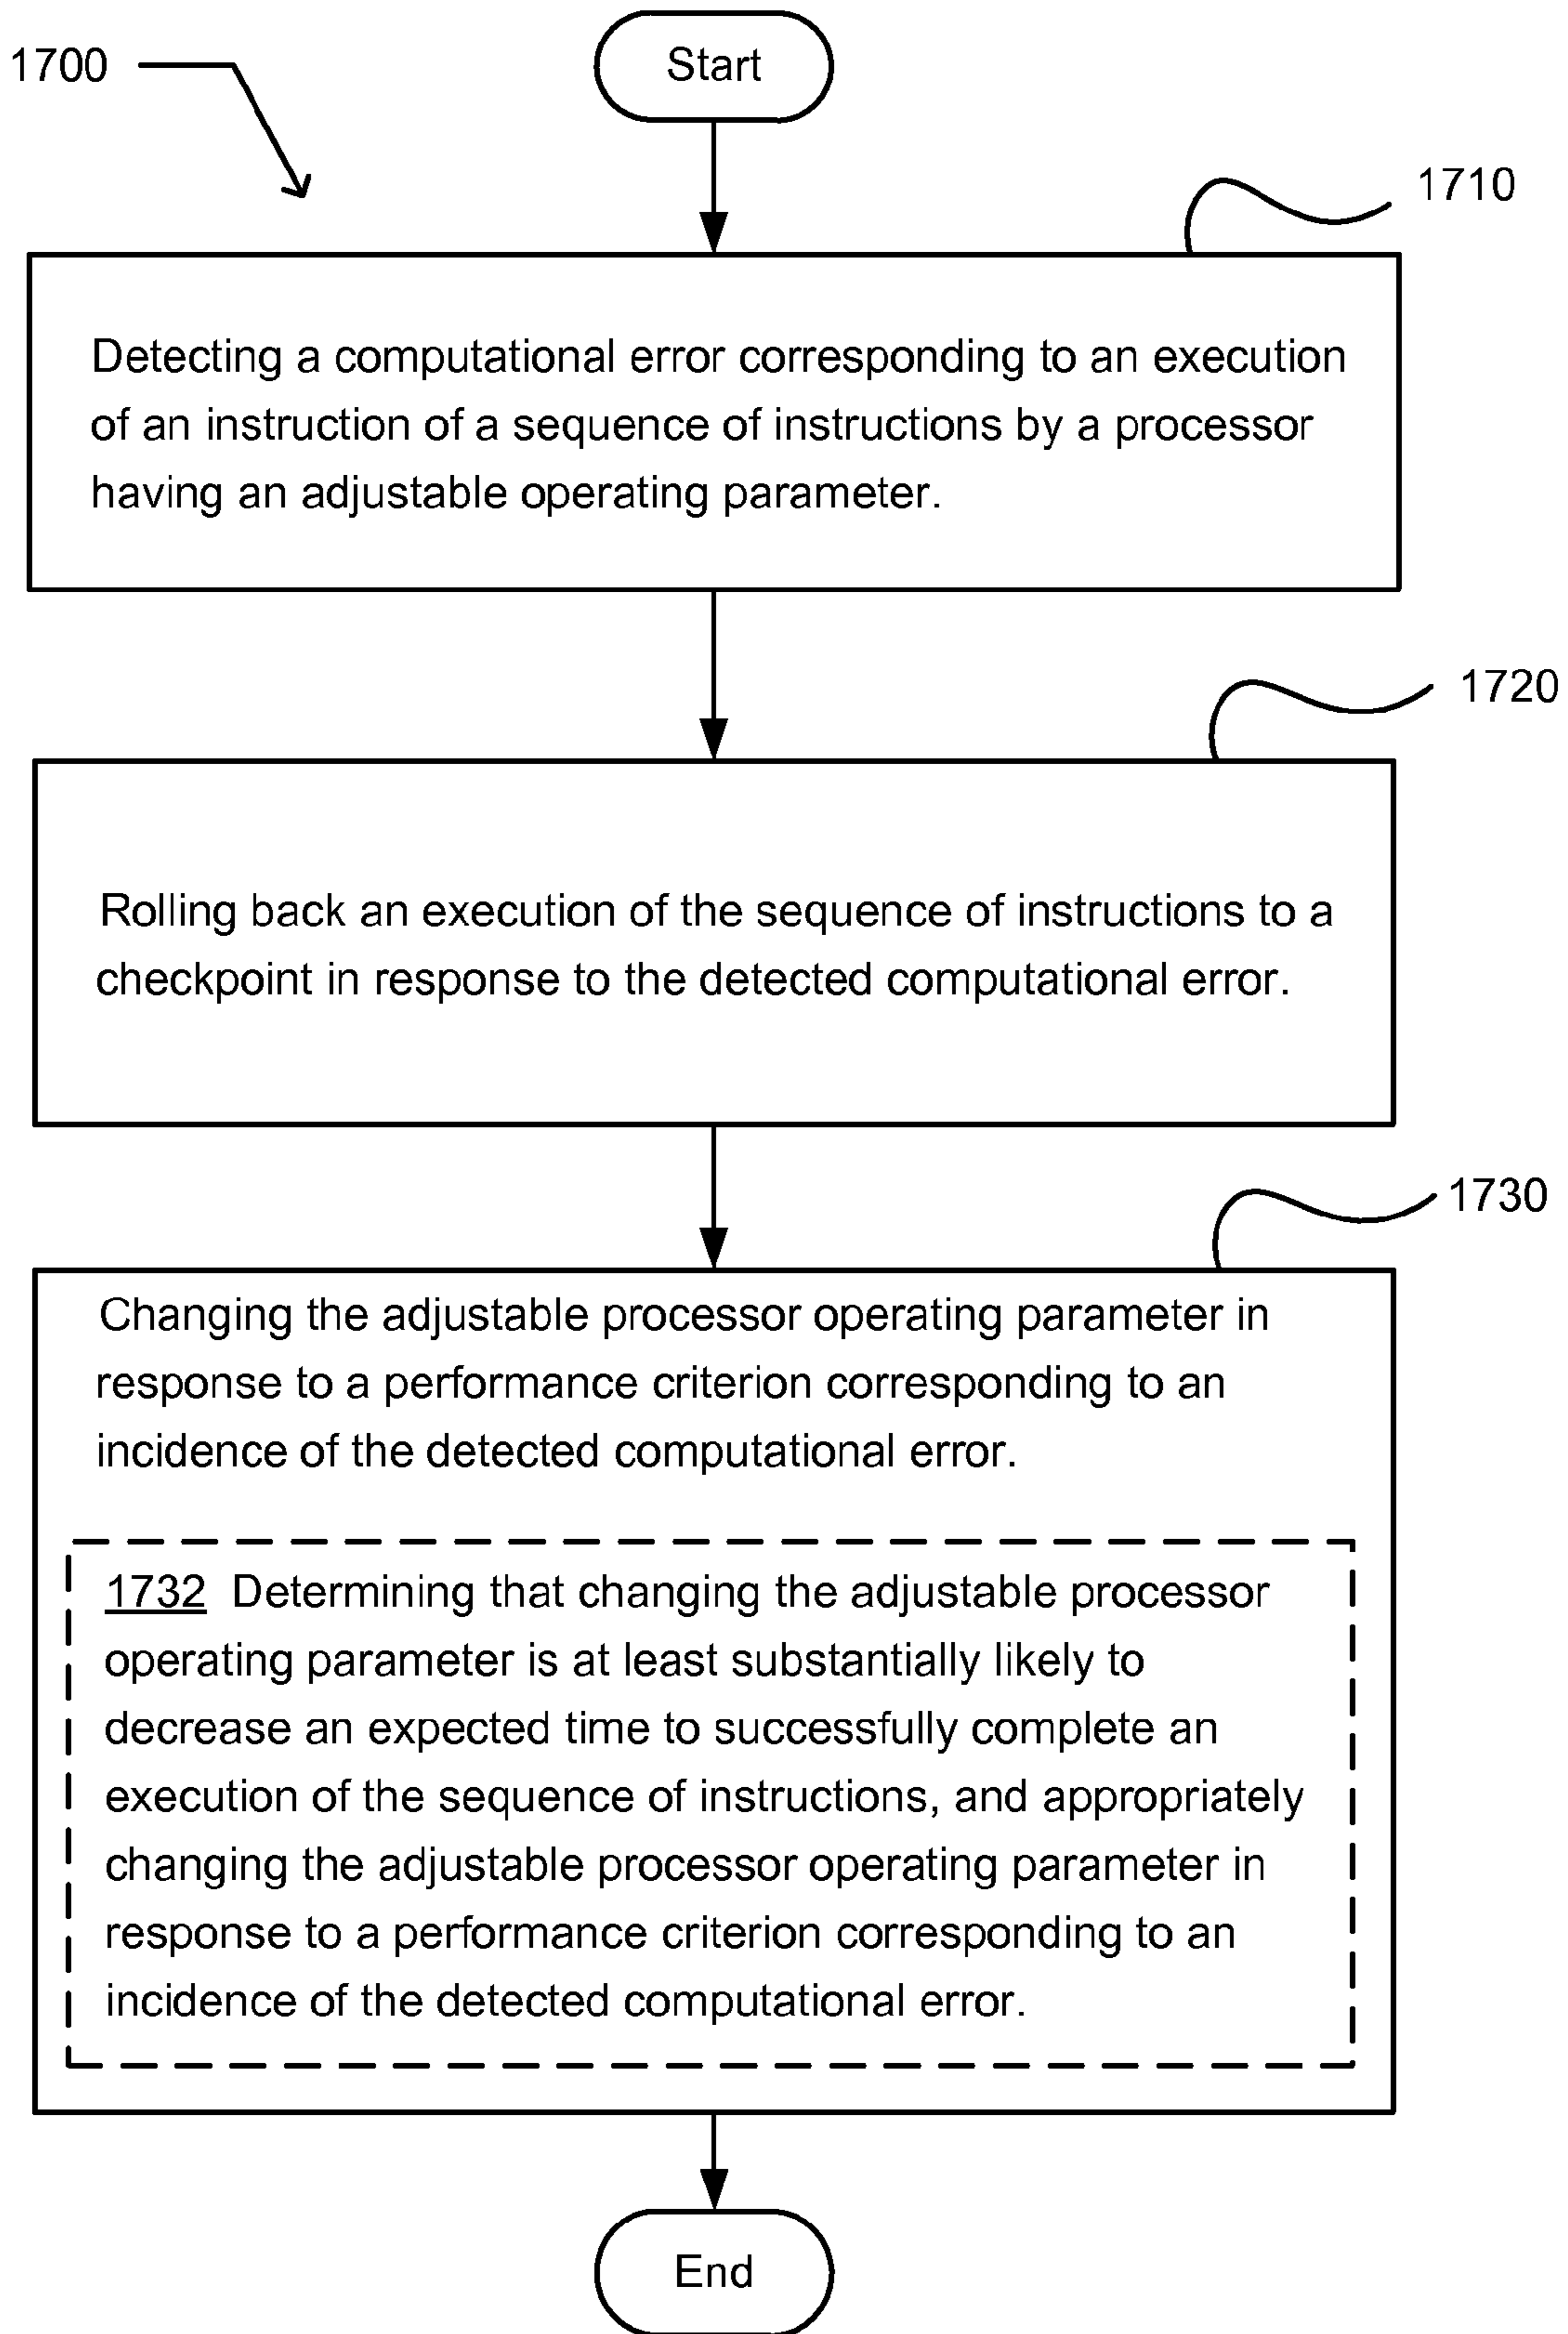 Start
1700
1710
Detecting a computational error corresponding to an execution
of an instruction of a sequence of instructions by a processor
having an adjustable operating parameter.
1720
Rolling back an execution of the sequence of instructions to a
checkpoint in response to the detected computational error.
1730
Changing the adjustable processor operating parameter in
response to a performance criterion corresponding to an
incidence of the detected computational error.
1732 Determining that changing the adjustable processor
operating parameter is at least substantially likely to
decrease an expected time to successfully complete an
execution of the sequence of instructions, and appropriately
changing the adjustable processor operating parameter in
response to a performance criterion corresponding to an
incidence of the detected computational error.
End